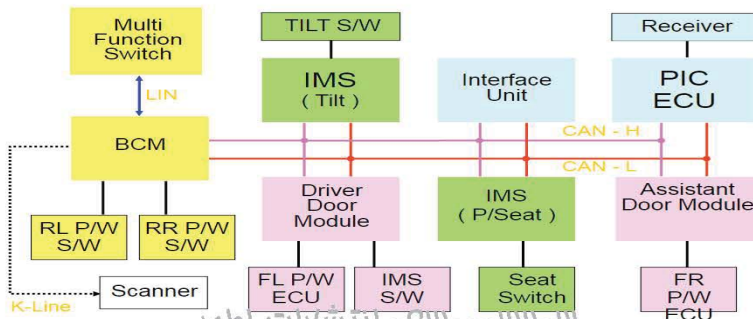 Multi
Function
Switch
TILT S/W
Receiver
IMS
( Tilt )
Interface
Unit
PIC
ECU
LIN
BCM
CAN - H
CAN - L
Driver
Door
Module
IMS
( P/Seat )
Assistant
Door Module
RL P/W
S/W
RR P/W
S/W
K-Line
Scanner
FL P/W
ECU
IMS
S/W
Seat
Switch
FR
P/W
ECU